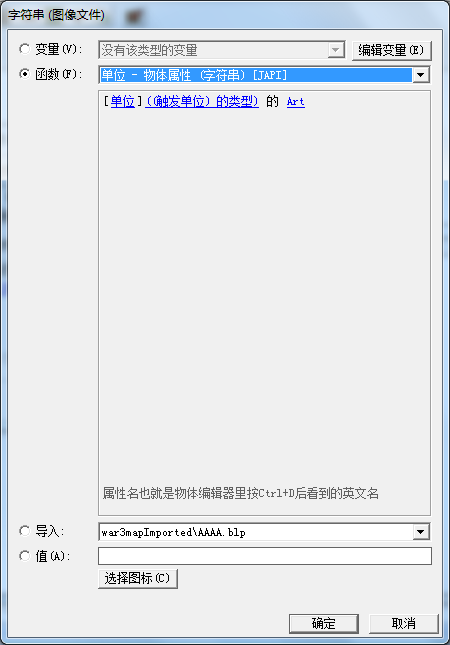 字符串 (图像文件)
变量(V): 没有该类型的变量 编辑变量(E)
函数(F): 单位 - 物体属性 (字符串) [JAPI]
[单位]((触发单位) 的类型) 的 Art
属性名也就是物体编辑器里按Ctrl+D后看到的英文名
导入: war3mapImported\AAAA.blp
值(A):
选择图标(C)
确定 取消